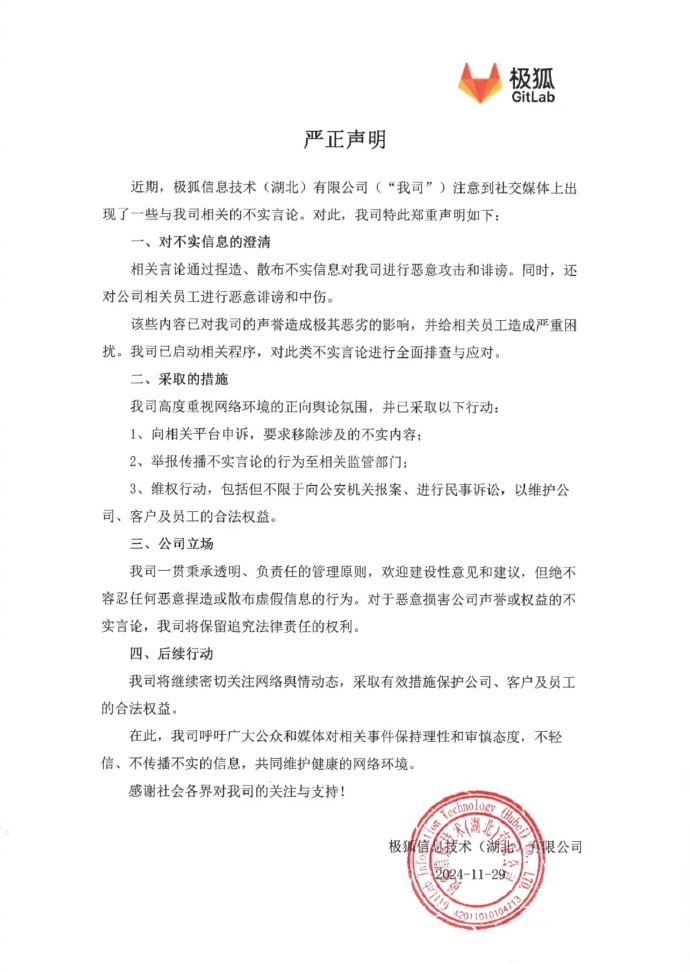 极狐
GitLab
严正声明
近期，极狐信息技术（湖北）有限公司（“我司”）注意到社交媒体上出
现了一些与我司相关的不实言论。对此，我司特此郑重声明如下：
一、对不实信息的澄清
相关言论通过捏造、散布不实信息对我司进行恶意攻击和诽谤。同时，还
对公司相关员工进行恶意诽谤和中伤。
该些内容已对我司的声誉造成极其恶劣的影响，并给相关员工造成严重困
扰。我司已启动相关程序，对此类不实言论进行全面排查与应对。
二、采取的措施
我司高度重视网络环境的正向舆论氛围，并已采取以下行动：
1、向相关平台申诉，要求移除涉及的不实内容；
2、举报传播不实言论的行为至相关监管部门；
3、维权行动，包括但不限于向公安机关报案、进行民事诉讼，以维护公
司、客户及员工的合法权益。
三、公司立场
我司一贯秉承透明、负责任的管理原则，欢迎建设性意见和建议，但绝不
容忍任何恶意捏造或散布虚假信息的行为。对于恶意损害公司声誉或权益的不
实言论，我司将保留追究法律责任的权利。
四、后续行动
我司将继续密切关注网络舆情动态，采取有效措施保护公司、客户及员工
的合法权益。
在此，我司呼吁广大公众和媒体对相关事件保持理性和审慎态度，不轻
信、不传播不实的信息，共同维护健康的网络环境。
感谢社会各界对我司的关注与支持！
极狐信息技术（湖北）有限公司
2024-11-29
GitLab Information Technology (Hubei) Co., LTD.
极狐信息技术(湖北)有限公司
42011910104713